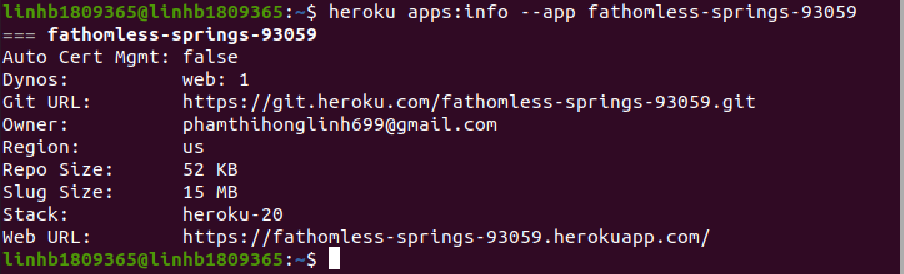 linhb1809365@linhb1809365:~$ heroku apps:info --app fathomless-springs-93059
=== fathomless-springs-93059
Auto Cert Mgmt: false
Dynos:          web: 1
Git URL:        https://git.heroku.com/fathomless-springs-93059.git
Owner:          phamthihonglinh699@gmail.com
Region:         us
Repo Size:      52 KB
Slug Size:      15 MB
Stack:          heroku-20
Web URL:        https://fathomless-springs-93059.herokuapp.com/
linhb1809365@linhb1809365:~$